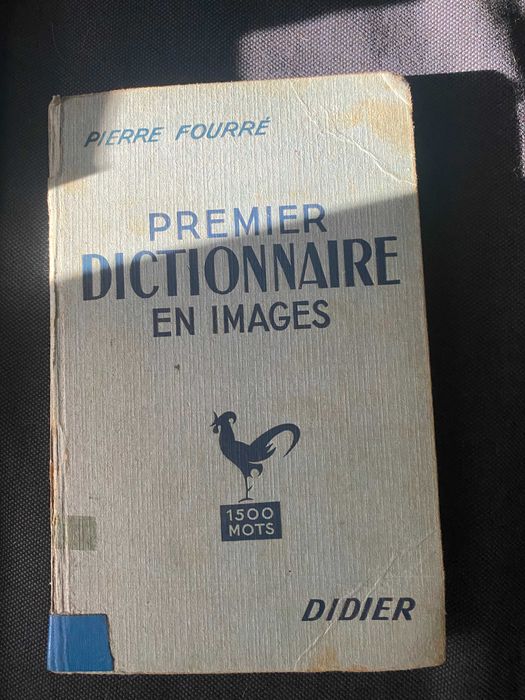 PIERRE FOURRÉ
PREMIER
DICTIONNAIRE
EN IMAGES
1500
MOTS
DIDIER